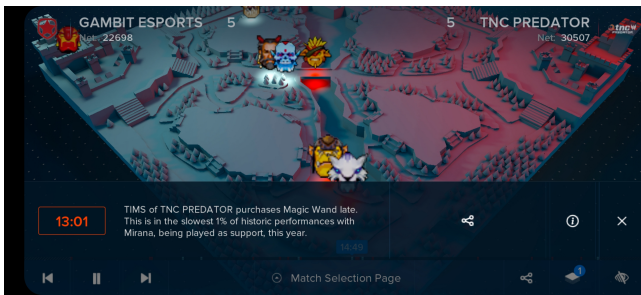 GAMBIT ESPORTS 5 5 TNC PREDATOR
Net: 22698 Net: 30507
tnc
PREDATOR
13:01
TIMS of TNC PREDATOR purchases Magic Wand late.
This is in the slowest 1% of historic performances with
Mirana, being played as support, this year.
14:49
Match Selection Page
1